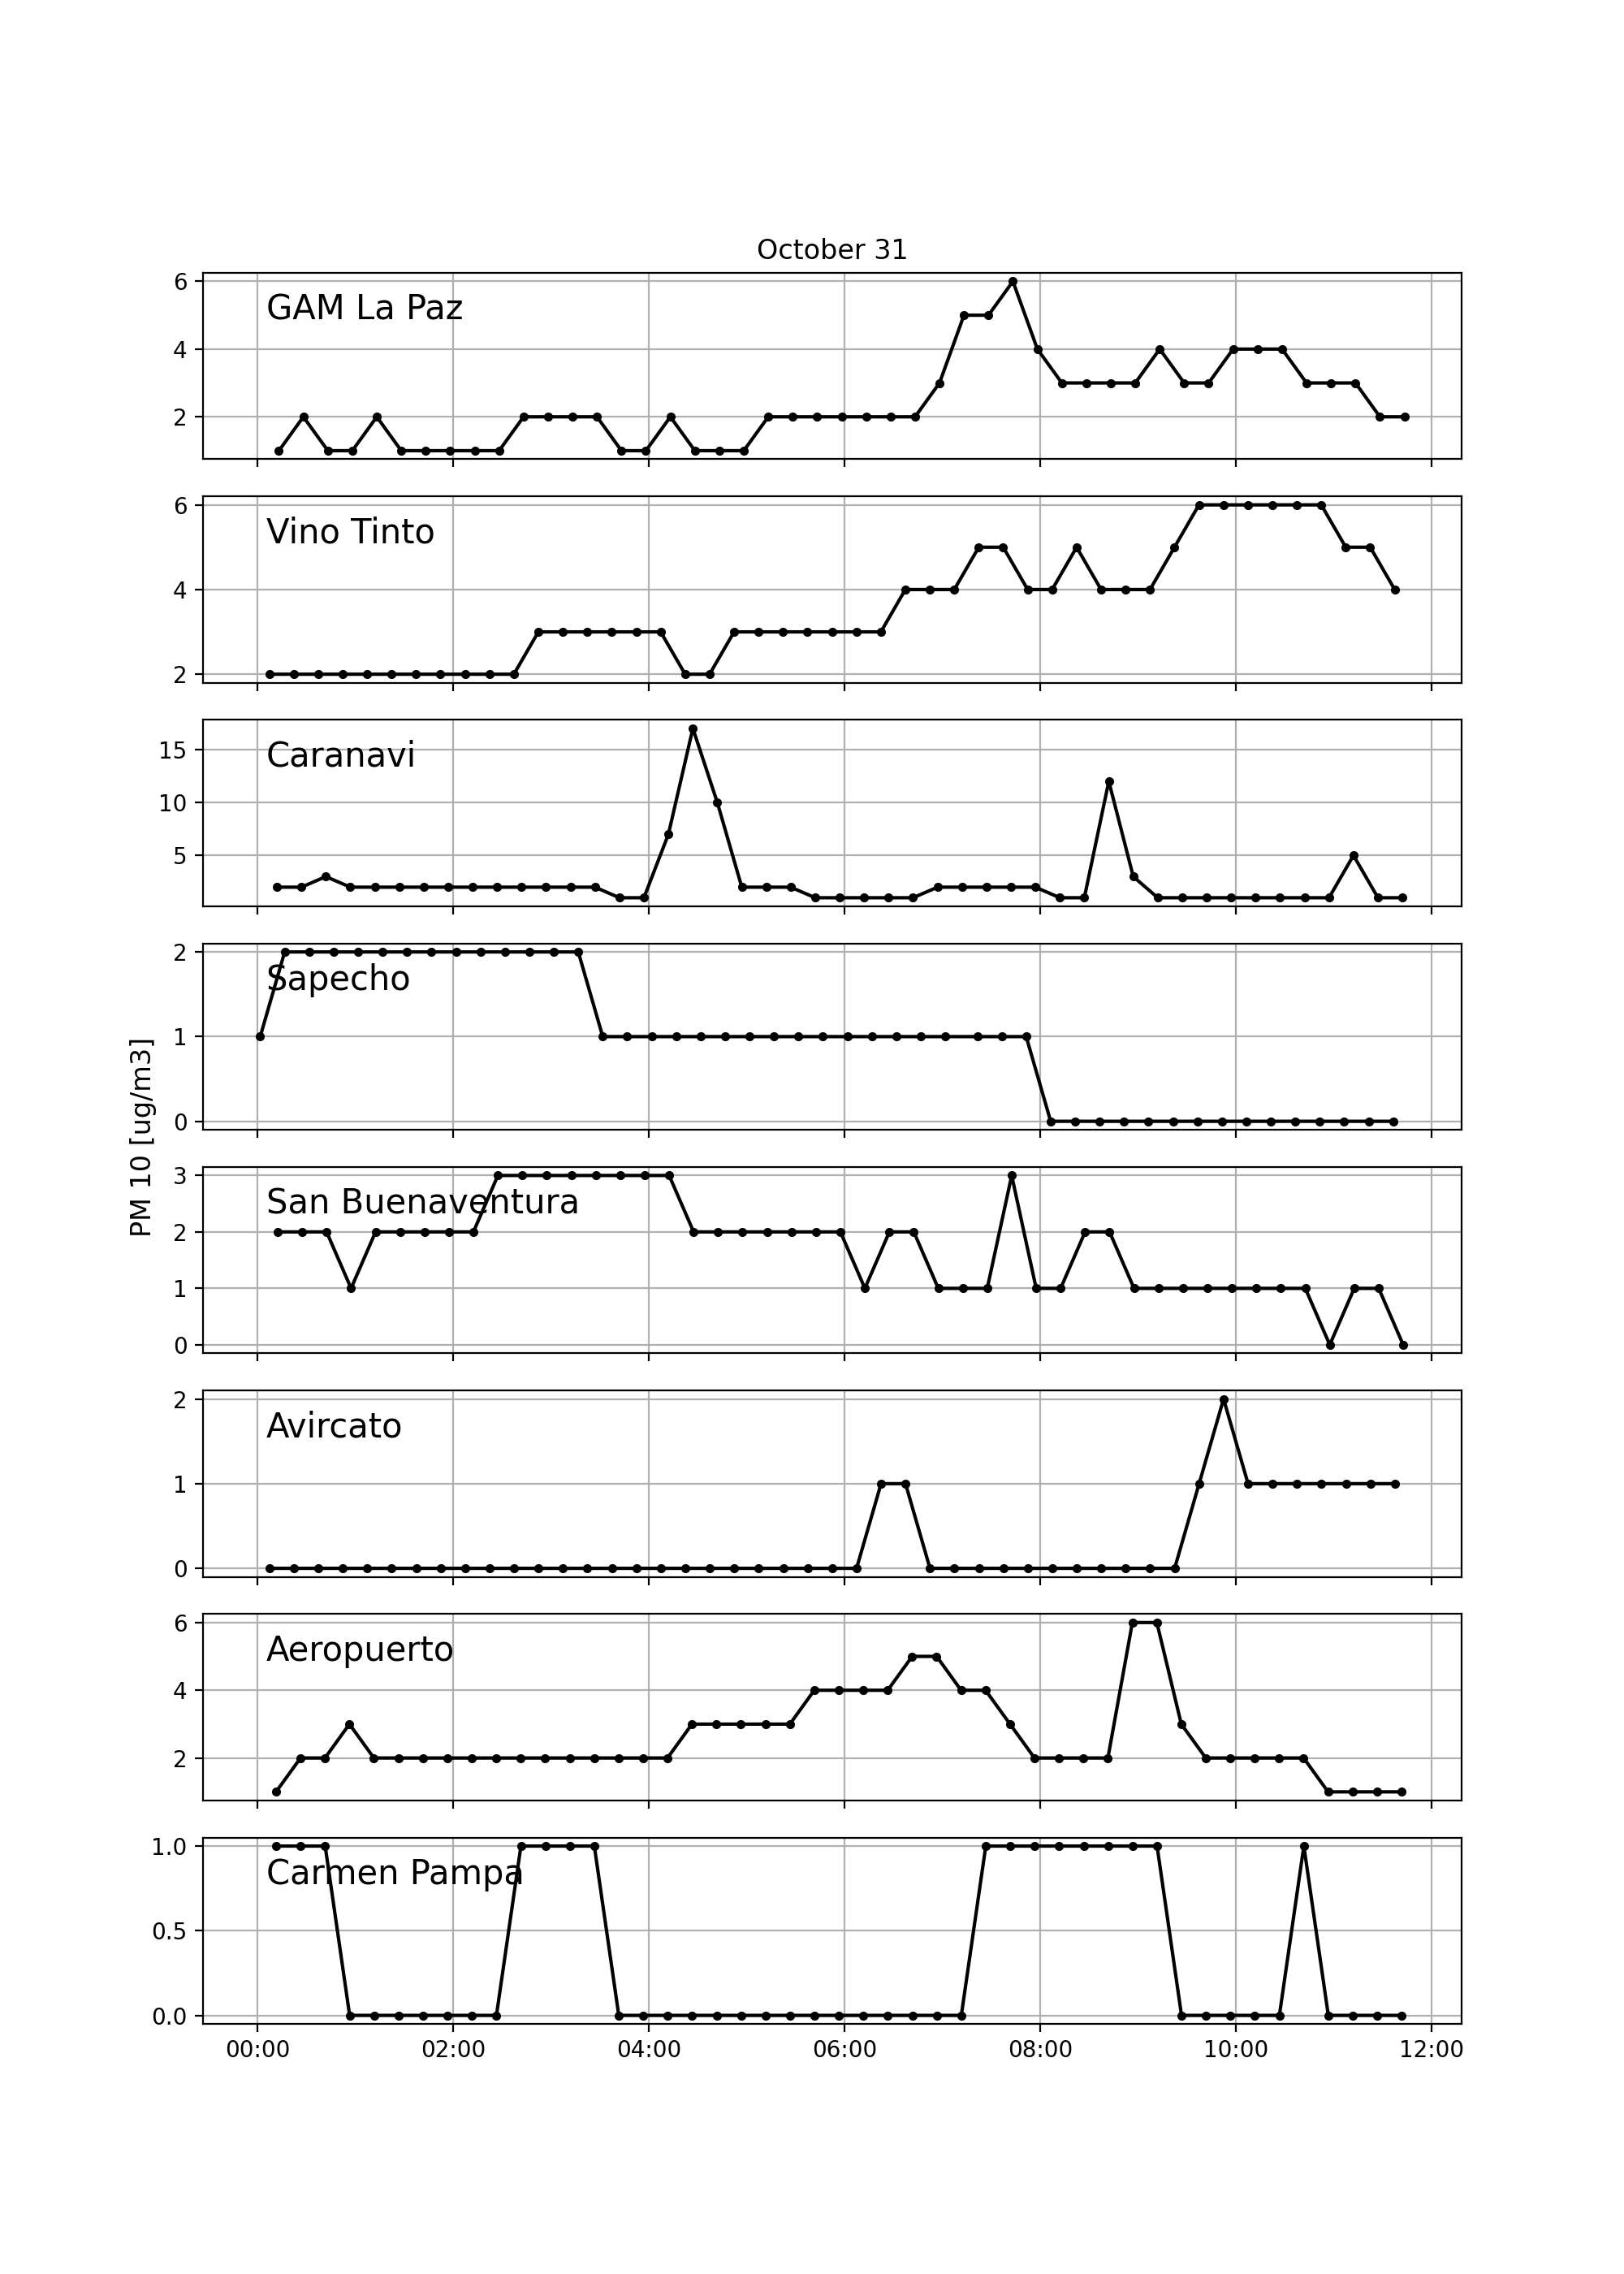 October 31
6
4
2
GAM La Paz
6
4
2
Vino Tinto
15
10
5
Caranavi
2
1
0
Sapecho
PM 10 [ug/m3]
3
2
1
0
San Buenaventura
2
1
0
Avircato
6
4
2
Aeropuerto
1.0
0.5
0.0
Carmen Pampa
00:00 02:00 04:00 06:00 08:00 10:00 12:00